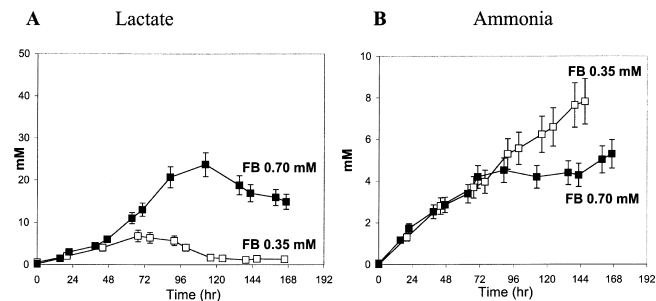 A Lactate
50
40
30
20
10
0
mM
FB 0.70 mM
FB 0.35 mM
0 24 48 72 96 120 144 168 192
Time (hr)
B Ammonia
10
8
6
4
2
0
mM
FB 0.35 mM
FB 0.70 mM
0 24 48 72 96 120 144 168 192
Time (hr)